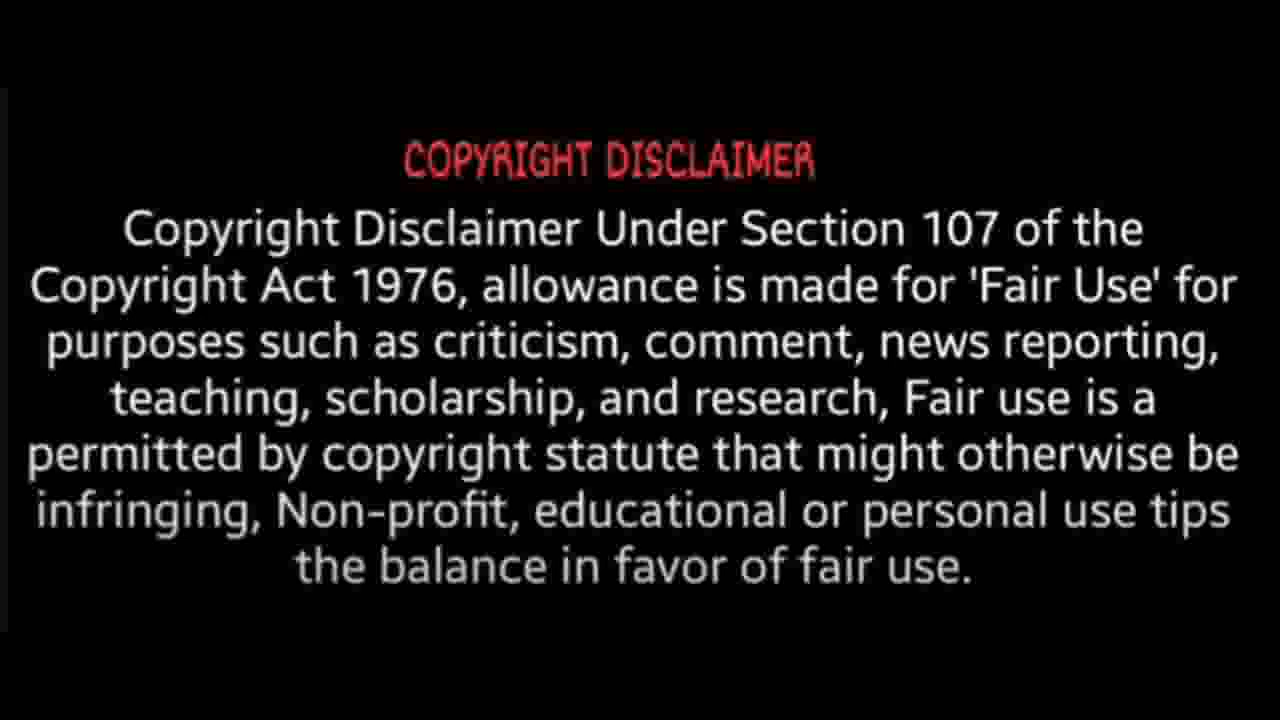 COPYRIGHT DISCLAIMER
Copyright Disclaimer Under Section 107 of the
Copyright Act 1976, allowance is made for 'Fair Use' for
purposes such as criticism, comment, news reporting,
teaching, scholarship, and research, Fair use is a
permitted by copyright statute that might otherwise be
infringing, Non-profit, educational or personal use tips
the balance in favor of fair use.